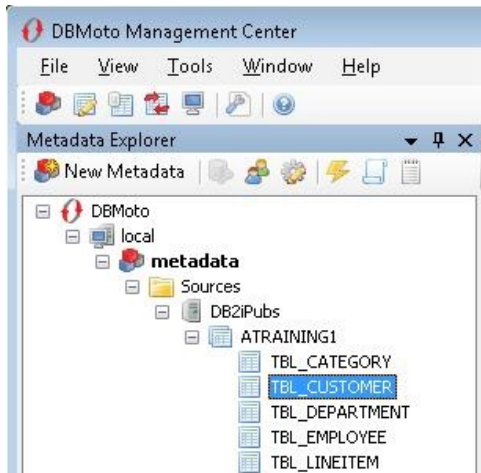 DBMoto Management Center
File View Tools Window Help
Metadata Explorer
New Metadata
DBMoto
local
metadata
Sources
DB2iPubs
ATRAINING1
TBL_CATEGORY
TBL_CUSTOMER
TBL_DEPARTMENT
TBL_EMPLOYEE
TBL_LINEITEM